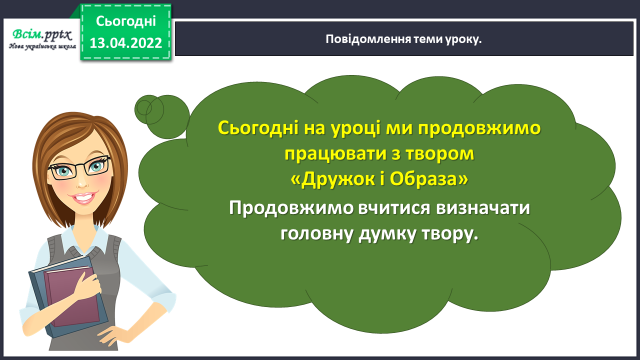 Всім.pptx
Нова українська школа
Сьогодні
13.04.2022
Повідомлення теми уроку.
Сьогодні на уроці ми продовжимо
працювати з твором
«Дружок і Образа»
Продовжимо вчитися визначати
головну думку твору.